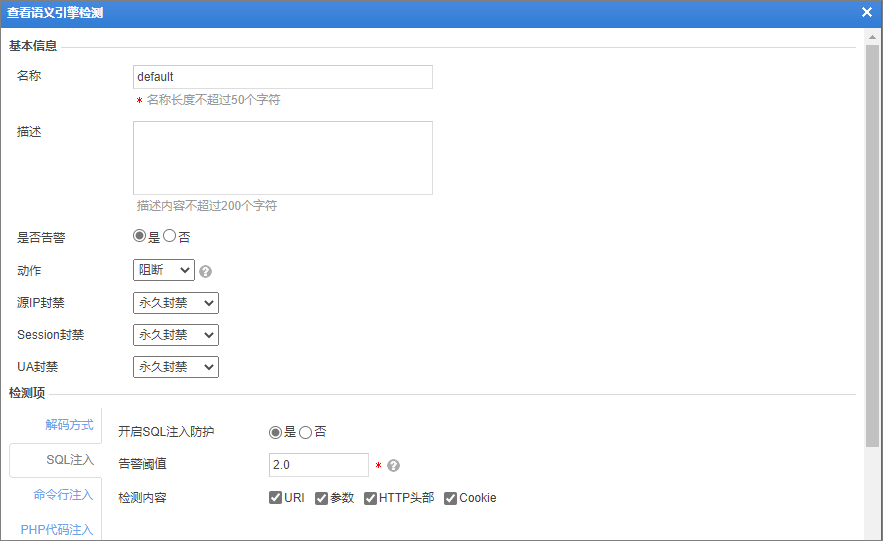 查看语义引擎检测
基本信息
名称 default
* 名称长度不超过50个字符
描述
描述内容不超过200个字符
是否告警 是 否
动作 阻断
源IP封禁 永久封禁
Session封禁 永久封禁
UA封禁 永久封禁
检测项
解码方式 开启SQL注入防护 是 否
SQL注入 告警阈值 2.0 *
命令行注入 检测内容 URI 参数 HTTP头部 Cookie
PHP代码注入